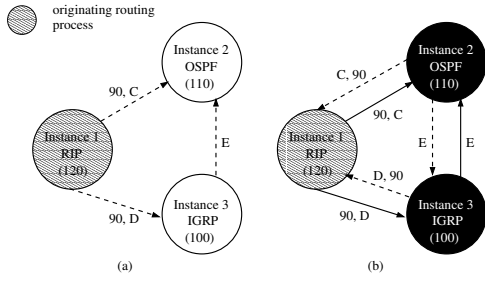 originating routing
process
Instance 2
OSPF
(110)
90, C
Instance 1
RIP
(120)
E
90, D
Instance 3
IGRP
(100)
(a)
Instance 2
OSPF
(110)
C, 90
90, C
Instance 1
RIP
(120)
E
E
D, 90
90, D
Instance 3
IGRP
(100)
(b)